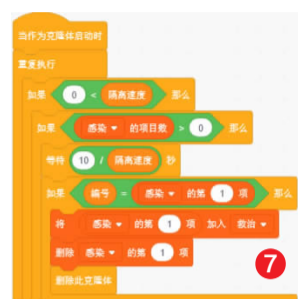 当作为克隆体启动时
重复执行
如果 0 < 隔离速度 那么
如果 感染 的项目数 > 0 那么
等待 10 / 隔离速度 秒
如果 编号 = 感染 的第 1 项 那么
将 感染 的第 1 项 加入 救治
删除 感染 的第 1 项
删除此克隆体
7